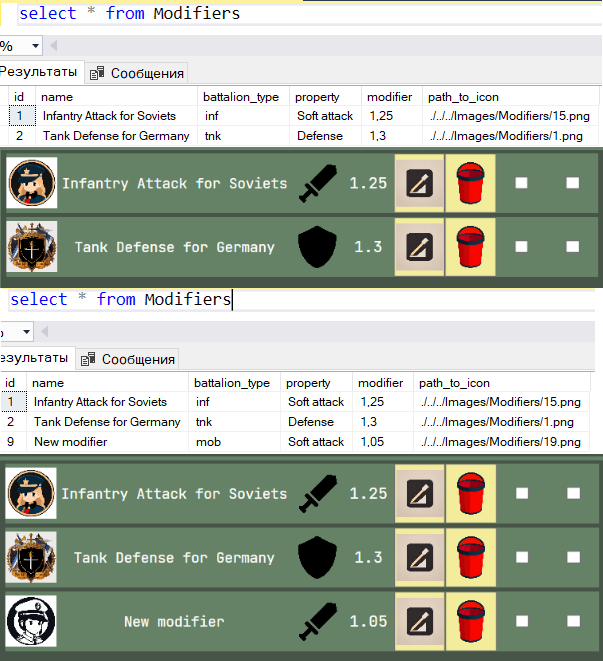 select * from Modifiers
%
Результаты Сообщения
id name battalion_type property modifier path_to_icon
1 Infantry Attack for Soviets inf Soft attack 1,25 ./../../Images/Modifiers/15.png
2 Tank Defense for Germany tnk Defense 1,3 ./../../Images/Modifiers/1.png
Infantry Attack for Soviets 1.25
Tank Defense for Germany 1.3
select * from Modifiers
езультаты Сообщения
id name battalion_type property modifier path_to_icon
1 Infantry Attack for Soviets inf Soft attack 1,25 ./../../Images/Modifiers/15.png
2 Tank Defense for Germany tnk Defense 1,3 ./../../Images/Modifiers/1.png
9 New modifier mob Soft attack 1,05 ./../../Images/Modifiers/19.png
Infantry Attack for Soviets 1.25
Tank Defense for Germany 1.3
New modifier 1.05